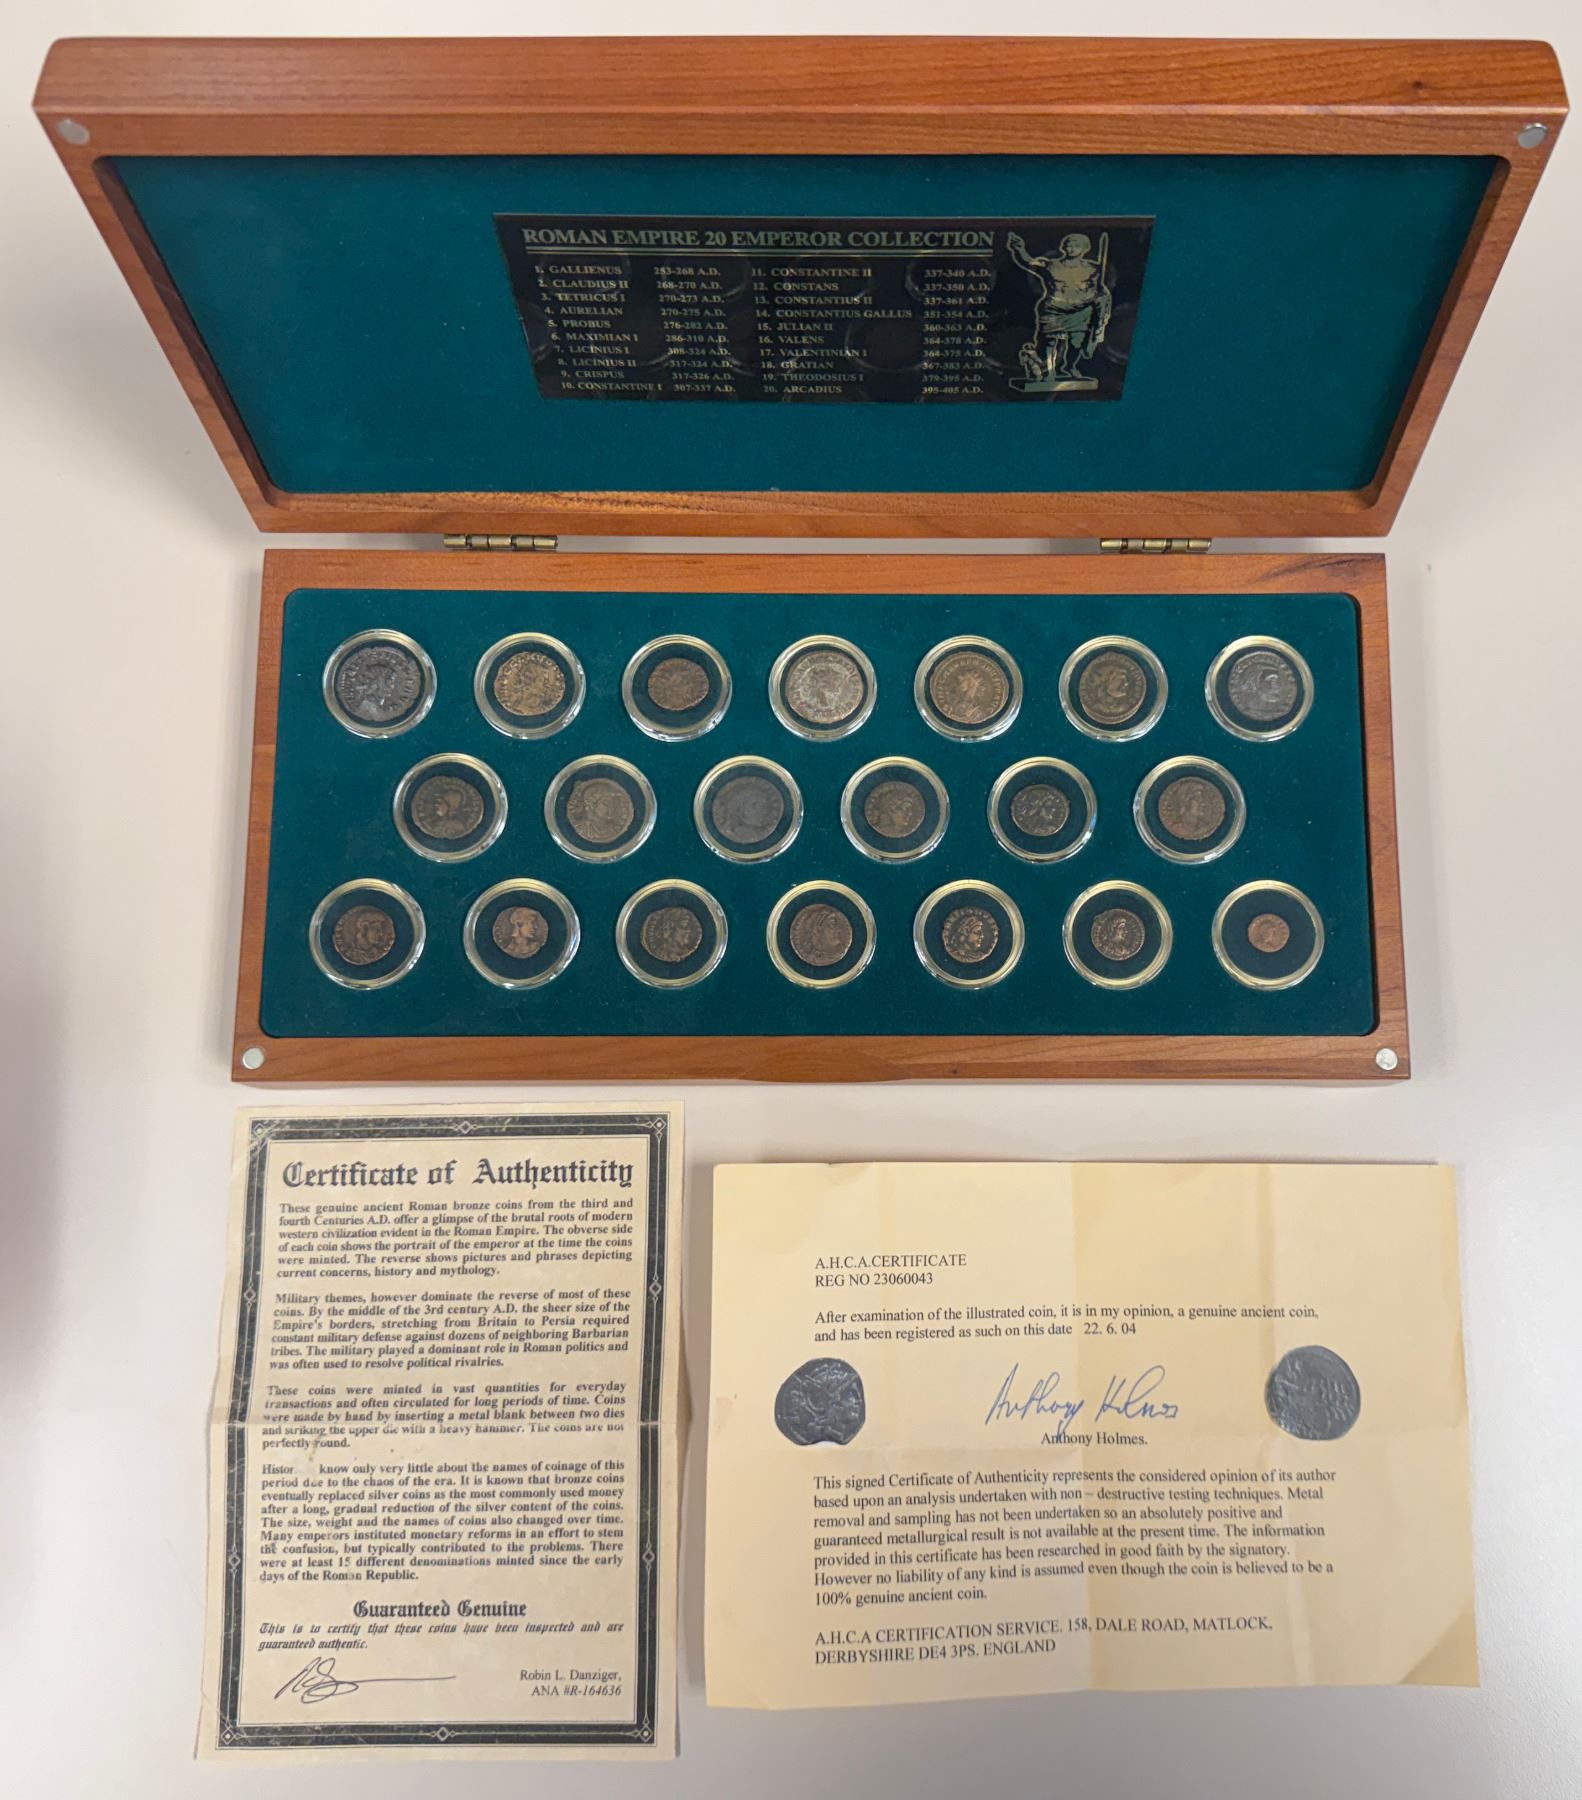 ROMAN EMPIRE 20 EMPEROR COLLECTION
1. GALLIENUS 253-268 A.D.
2. CLAUDIUS II 268-270 A.D.
3. TETRICUS I 270-273 A.D.
4. AURELIAN 270-275 A.D.
5. PROBUS 276-282 A.D.
6. MAXIMIAN I 286-310 A.D.
7. LICINIUS I 308-324 A.D.
8. LICINIUS II 317-324 A.D.
9. CRISPUS 317-326 A.D.
10. CONSTANTINE I 307-337 A.D.
11. CONSTANTINE II 337-340 A.D.
12. CONSTANS 337-350 A.D.
13. CONSTANTIUS II 337-361 A.D.
14. CONSTANTIUS GALLUS 351-354 A.D.
15. JULIAN II 360-363 A.D.
16. VALENS 364-378 A.D.
17. VALENTINIAN I 364-375 A.D.
18. GRATIAN 367-383 A.D.
19. THEODOSIUS I 379-395 A.D.
20. ARCADIUS 395-405 A.D.
Certificate of Authenticity
These genuine ancient Roman bronze coins from the third and
fourth Centuries A.D. offer a glimpse of the brutal roots of modern
western civilization evident in the Roman Empire. The obverse side
of each coin shows the portrait of the emperor at the time the coins
were minted. The reverse shows pictures and phrases depicting
current concerns, history and mythology.
Military themes, however dominate the reverse of most of these
coins. By the middle of the 3rd century A.D. the sheer size of the
Empire's borders, stretching from Britain to Persia required
constant military defense against dozens of neighboring Barbarian
tribes. The military played a dominant role in Roman politics and
was often used to resolve political rivalries.
These coins were minted in vast quantities for everyday
transactions and often circulated for long periods of time. Coins
were made by hand by inserting a metal blank between two dies
and striking the upper die with a heavy hammer. The coins are not
perfectly round.
Histor know only very little about the names of coinage of this
period due to the chaos of the era. It is known that bronze coins
eventually replaced silver coins as the most commonly used money
after a long, gradual reduction of the silver content of the coins.
The size, weight and the names of coins also changed over time.
Many emperors instituted monetary reforms in an effort to stem
the confusion, but typically contributed to the problems. There
were at least 15 different denominations minted since the early
days of the Roman Republic.
Guaranteed Genuine
This is to certify that these coins have been inspected and are
guaranteed authentic.
Robin L. Danziger,
ANA #R-164636
A.H.C.A.CERTIFICATE
REG NO 23060043
After examination of the illustrated coin, it is in my opinion, a genuine ancient coin,
and has been registered as such on this date 22. 6. 04
Anthony Holmes
Anthony Holmes.
This signed Certificate of Authenticity represents the considered opinion of its author
based upon an analysis undertaken with non – destructive testing techniques. Metal
removal and sampling has not been undertaken so an absolutely positive and
guaranteed metallurgical result is not available at the present time. The information
provided in this certificate has been researched in good faith by the signatory.
However no liability of any kind is assumed even though the coin is believed to be a
100% genuine ancient coin.
A.H.C.A CERTIFICATION SERVICE. 158, DALE ROAD, MATLOCK,
DERBYSHIRE DE4 3PS. ENGLAND